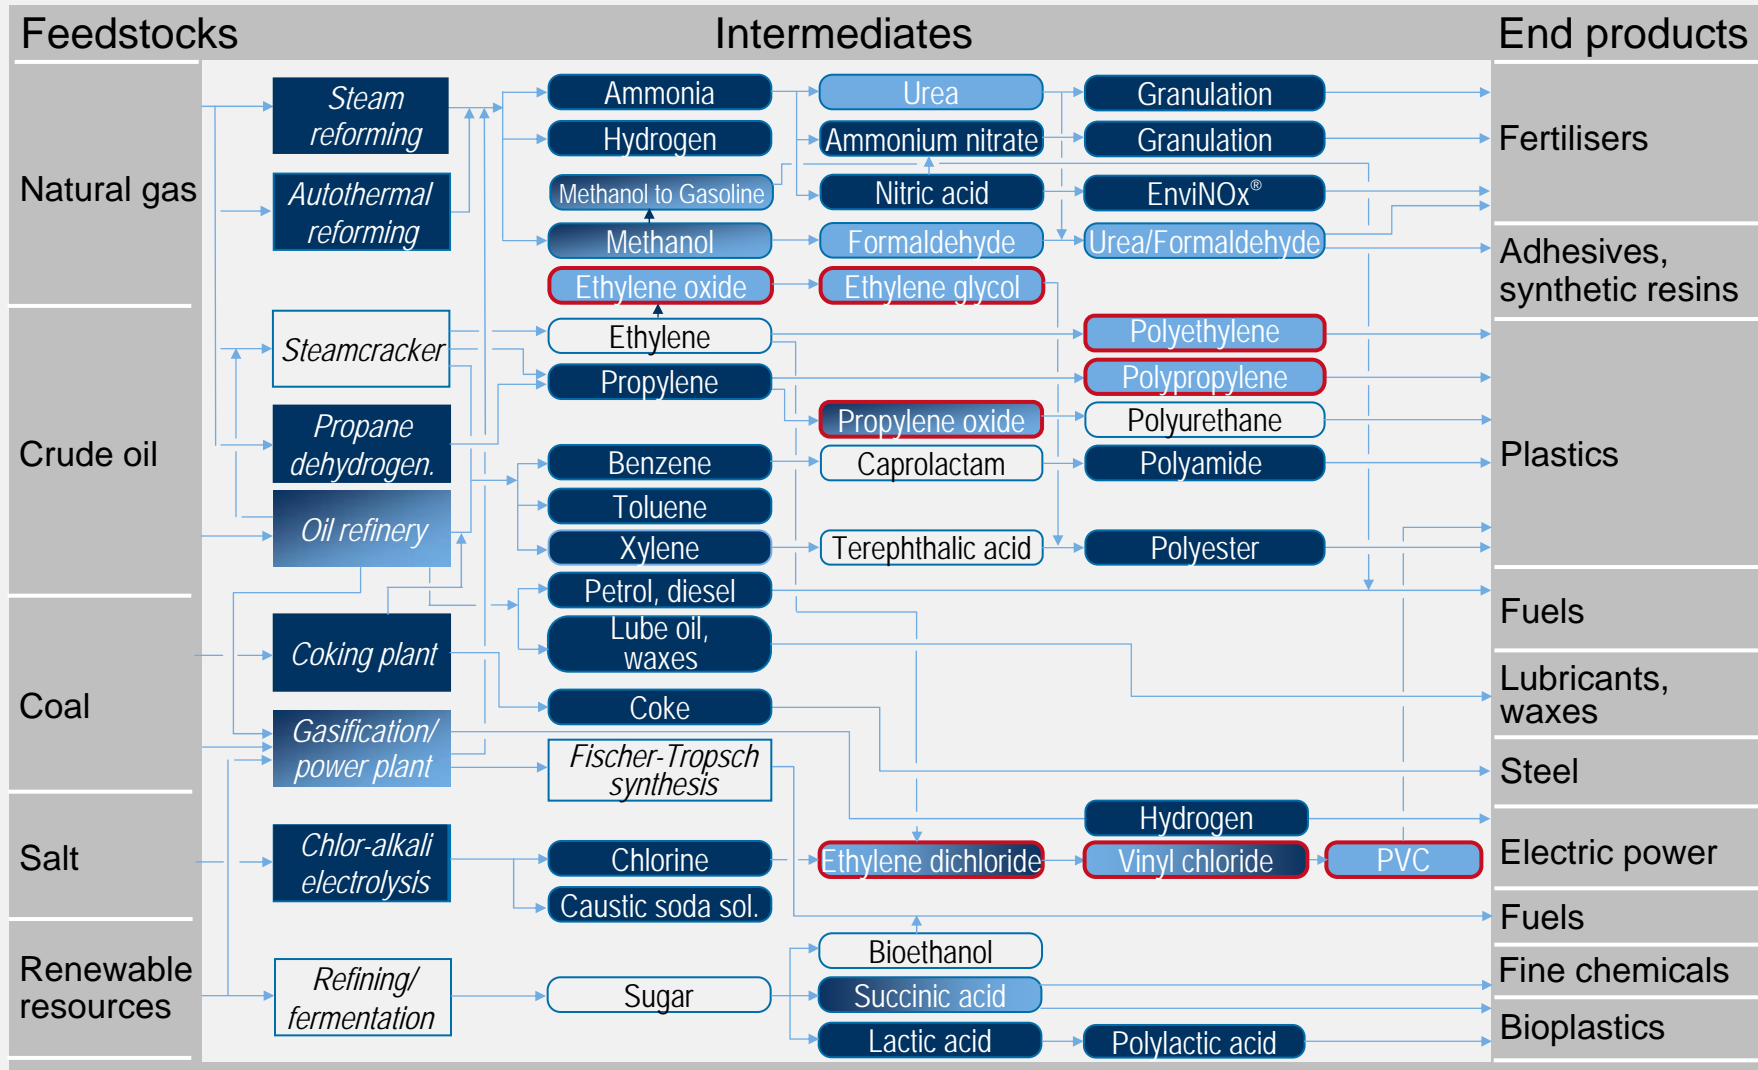 Feedstocks
Intermediates
End products
Natural gas
Crude oil
Coal
Salt
Renewable
resources
Steam
reforming
Autothermal
reforming
Steamcracker
Propane
dehydrogen.
Oil refinery
Coking plant
Gasification/
power plant
Chlor-alkali
electrolysis
Refining/
fermentation
Ammonia
Hydrogen
Methanol to Gasoline
Methanol
Ethylene oxide
Ethylene
Propylene
Benzene
Toluene
Xylene
Petrol, diesel
Lube oil,
waxes
Coke
Fischer-Tropsch
synthesis
Chlorine
Caustic soda sol.
Sugar
Urea
Ammonium nitrate
Nitric acid
Formaldehyde
Ethylene glycol
Propylene oxide
Caprolactam
Terephthalic acid
Ethylene dichloride
Bioethanol
Succinic acid
Lactic acid
Granulation
Granulation
EnviNOx®
Urea/Formaldehyde
Polyethylene
Polypropylene
Polyurethane
Polyamide
Polyester
Hydrogen
Vinyl chloride
PVC
Polylactic acid
Fertilisers
Adhesives,
synthetic resins
Plastics
Fuels
Lubricants,
waxes
Steel
Electric power
Fuels
Fine chemicals
Bioplastics